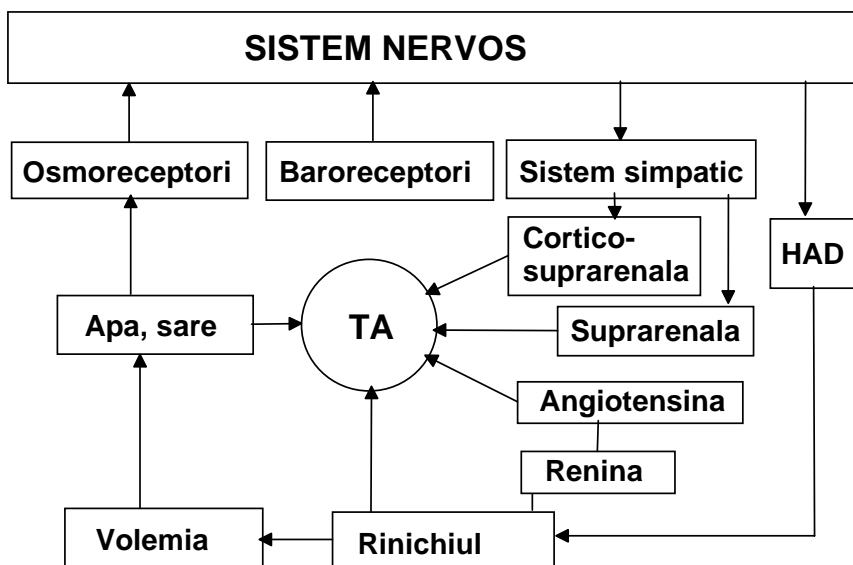 SISTEM NERVOS
Osmoreceptori
Baroreceptori
Sistem simpatic
Cortico-
suprarenala
HAD
Apa, sare
TA
Suprarenala
Angiotensina
Renina
Volemia
Rinichiul